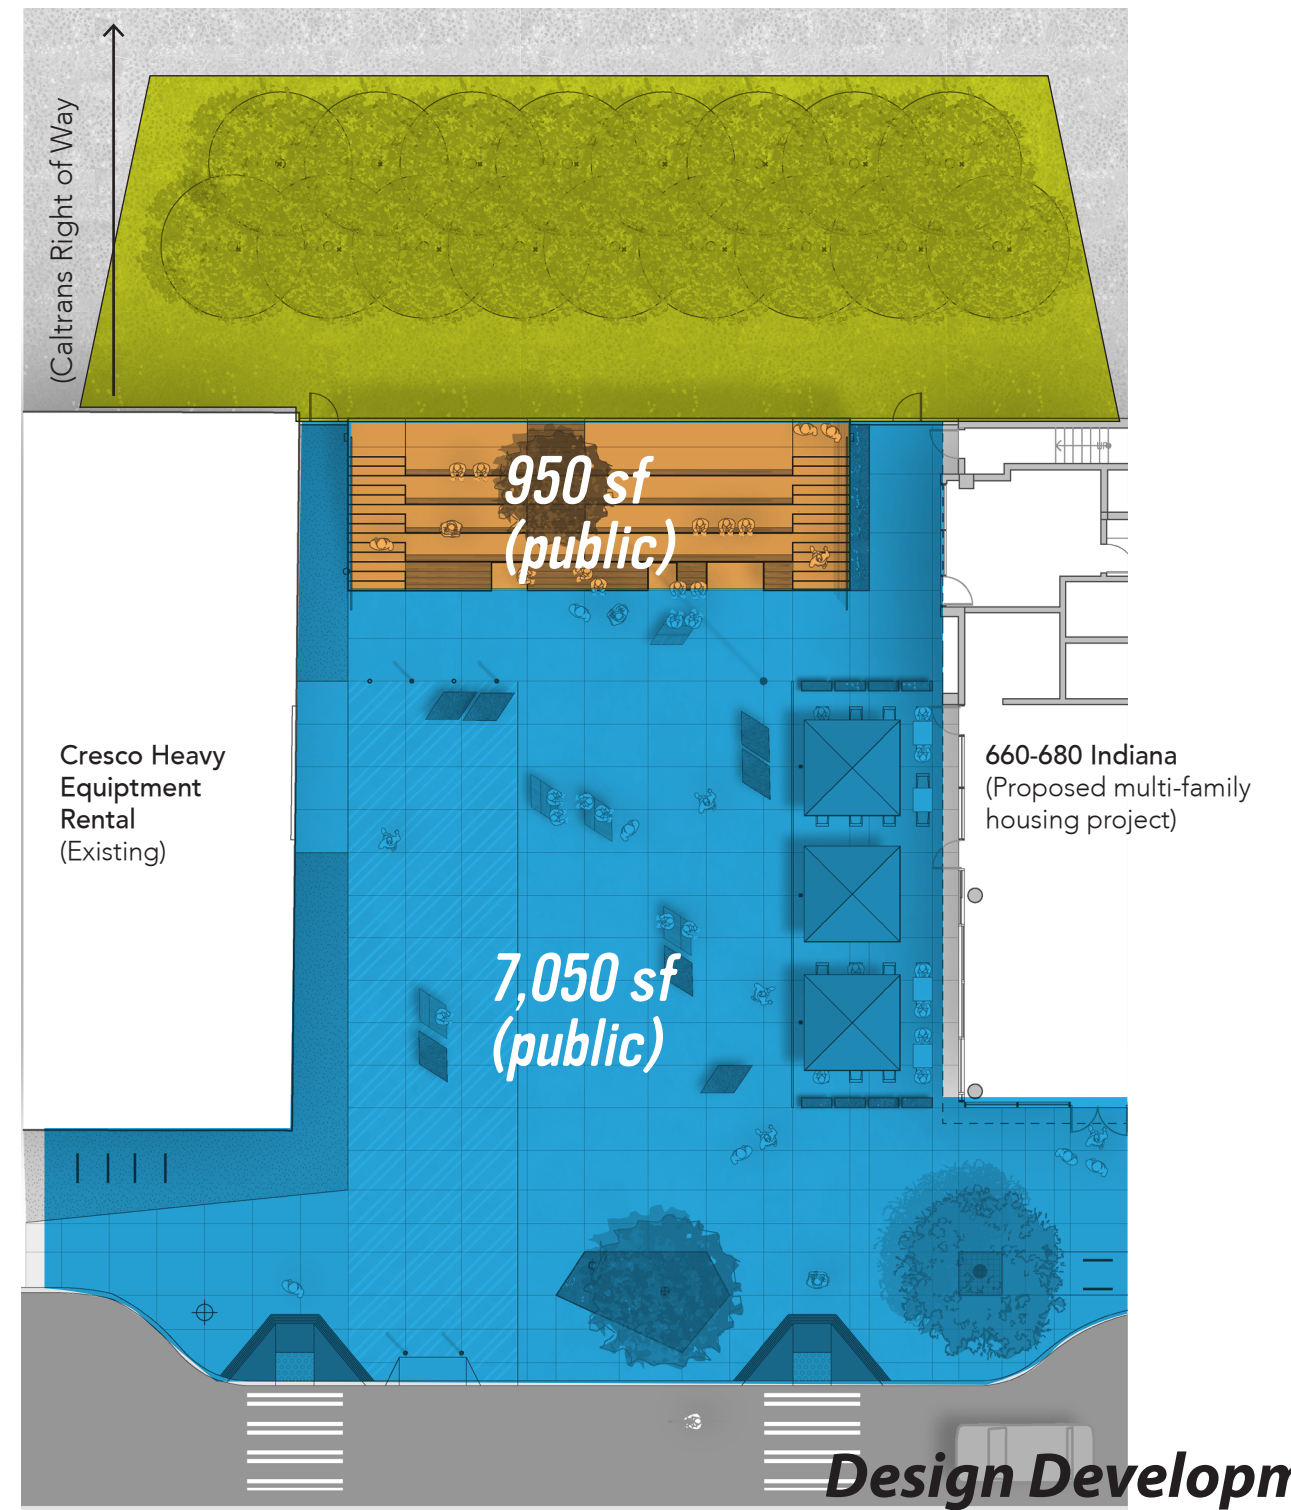 (Caltrans Right of Way
950 sf
(public)
UP
Cresco Heavy
Equiptment
Rental
(Existing)
660-680 Indiana
(Proposed multi-family
housing project)
7,050 sf
(public)
Design Developm